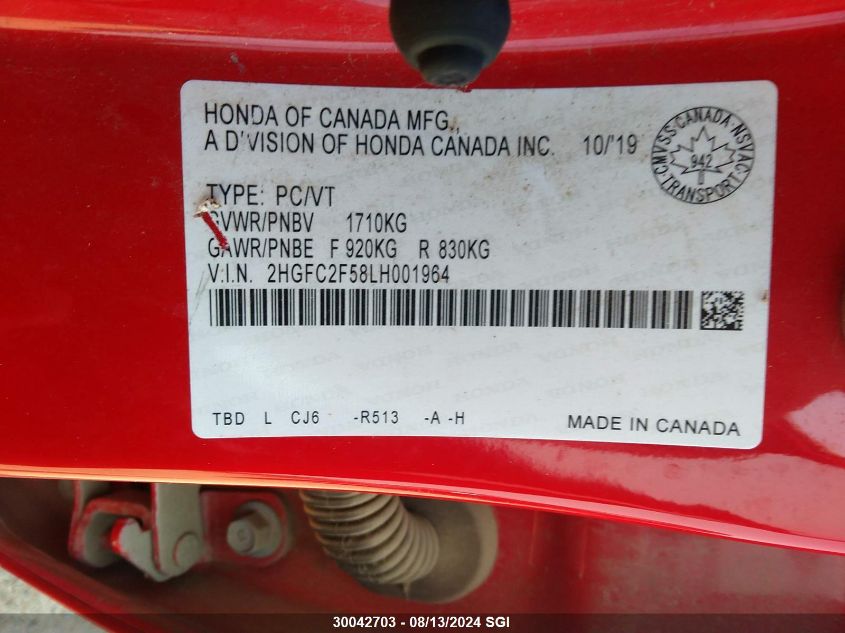 HONDA OF CANADA MFG.,
A D'VISION OF HONDA CANADA INC. 10/'19
CMVSS · CANADA · NSVAC · TRANSPORT
942
TYPE: PC/VT
GVWR/PNBV 1710KG
GAWR/PNBE F 920KG R 830KG
V.I.N. 2HGFC2F58LH001964
TBD L CJ6 -R513 -A -H
MADE IN CANADA
30042703 - 08/13/2024 SGI